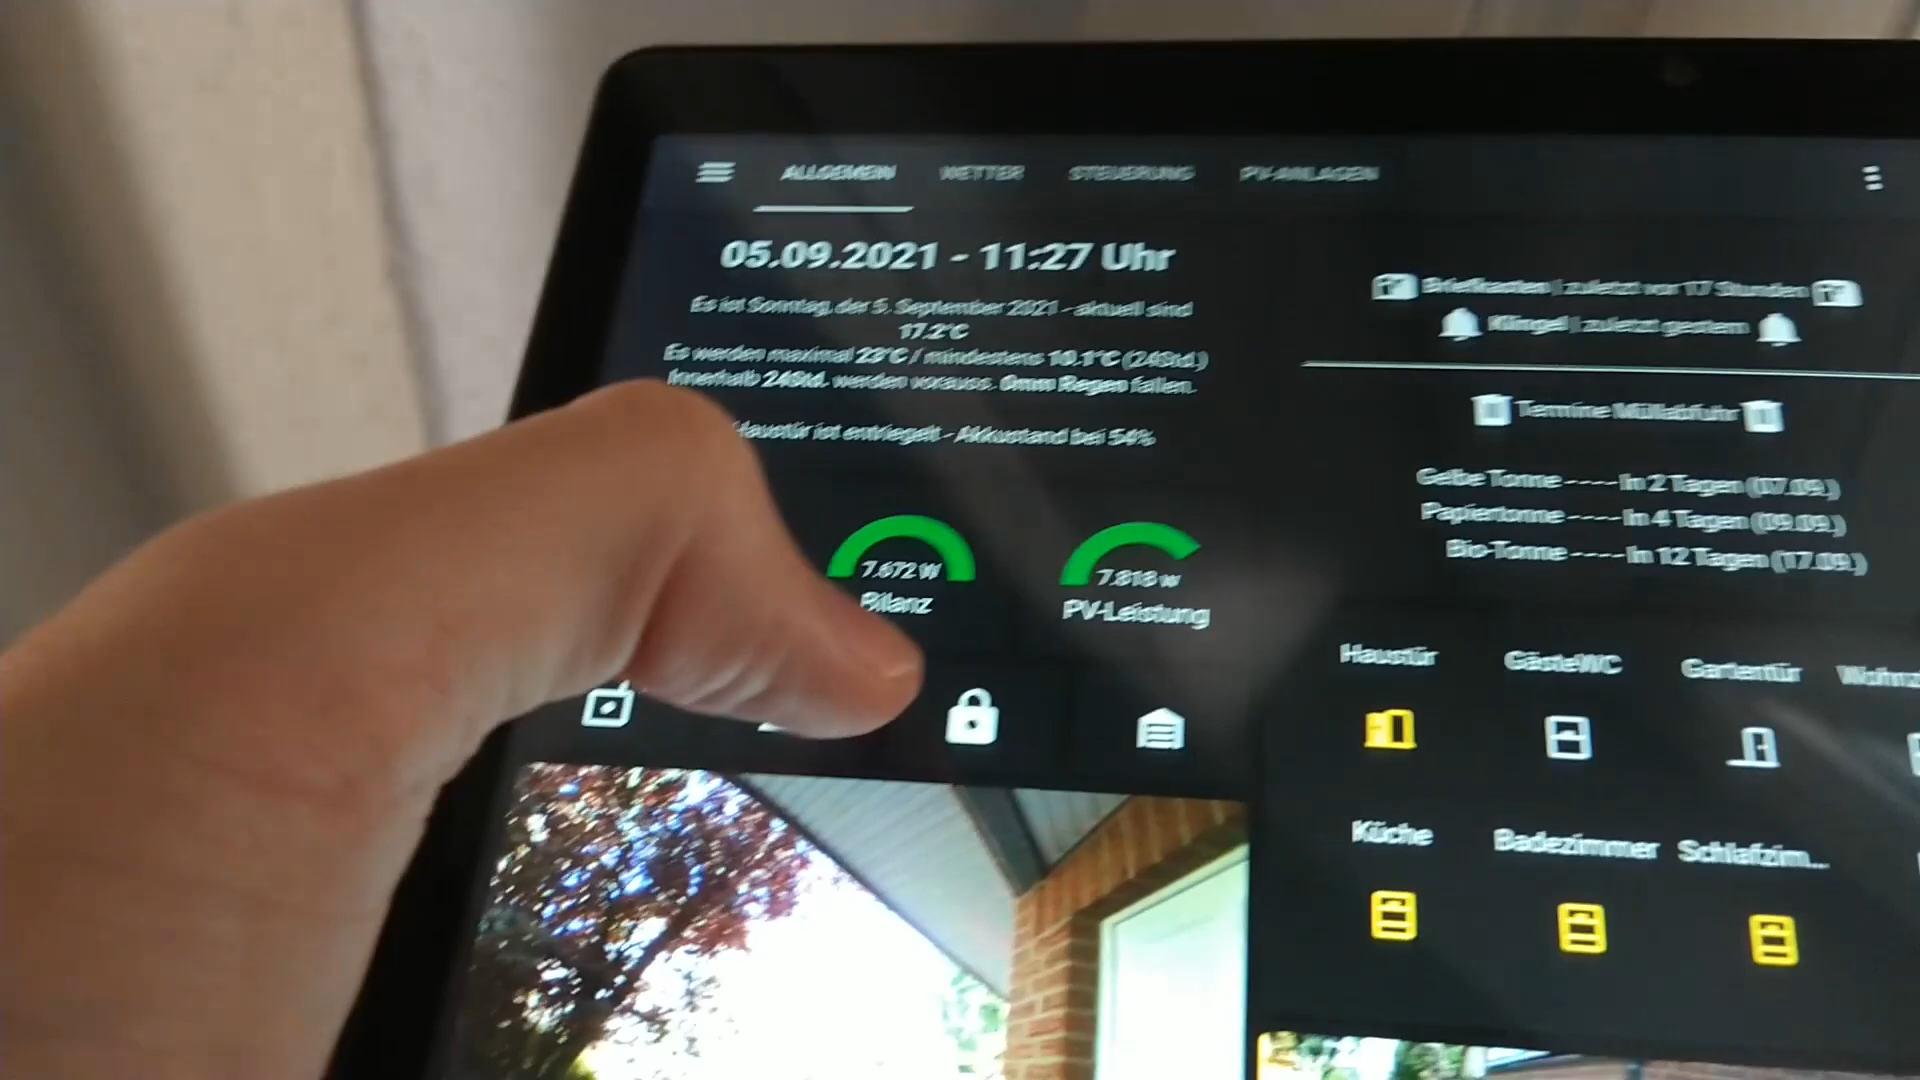 ALLGEMEIN WETTER STEUERUNG PV-ANLAGEN
05.09.2021 - 11:27 Uhr
Es ist Sonntag, der 5. September 2021 - aktuell sind
17.2°C
Es werden maximal 23°C / mindestens 10.1°C (24Std.)
Innerhalb 24Std. werden vorauss. 0mm Regen fallen.
Haustür ist entriegelt - Akkustand bei 54%
7.672 W
Bilanz
7.818 W
PV-Leistung
Briefkasten | zuletzt vor 17 Stunden
Klingel | zuletzt gestern
Termine Müllabfuhr
Gelbe Tonne ---- In 2 Tagen (07.09.)
Papiertonne ---- In 4 Tagen (09.09.)
Bio-Tonne ---- In 12 Tagen (17.09.)
Haustür GästeWC Gartentür Wohnz
Küche Badezimmer Schlafzim...